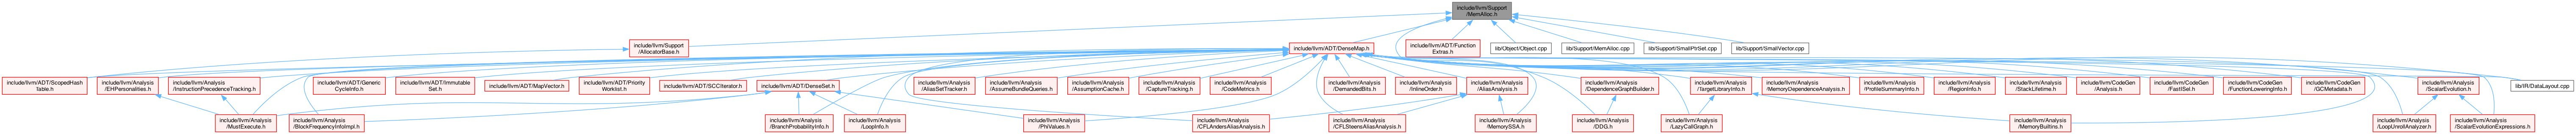 include/llvm/Support
/MemAlloc.h
include/llvm/Support
/AllocatorBase.h
include/llvm/ADT/DenseMap.h
include/llvm/ADT/Function
Extras.h
lib/Object/Object.cpp
lib/Support/MemAlloc.cpp
lib/Support/SmallPtrSet.cpp
lib/Support/SmallVector.cpp
include/llvm/ADT/ScopedHash
Table.h
include/llvm/Analysis
/EHPersonalities.h
include/llvm/Analysis
/InstructionPrecedenceTracking.h
include/llvm/ADT/Generic
CycleInfo.h
include/llvm/ADT/Immutable
Set.h
include/llvm/ADT/MapVector.h
include/llvm/ADT/Priority
Worklist.h
include/llvm/ADT/SCCIterator.h
include/llvm/ADT/DenseSet.h
include/llvm/Analysis
/AliasSetTracker.h
include/llvm/Analysis
/AssumeBundleQueries.h
include/llvm/Analysis
/AssumptionCache.h
include/llvm/Analysis
/CaptureTracking.h
include/llvm/Analysis
/CodeMetrics.h
include/llvm/Analysis
/DemandedBits.h
include/llvm/Analysis
/InlineOrder.h
include/llvm/Analysis
/AliasAnalysis.h
include/llvm/Analysis
/DependenceGraphBuilder.h
include/llvm/Analysis
/TargetLibraryInfo.h
include/llvm/Analysis
/MemoryDependenceAnalysis.h
include/llvm/Analysis
/ProfileSummaryInfo.h
include/llvm/Analysis
/RegionInfo.h
include/llvm/Analysis
/StackLifetime.h
include/llvm/CodeGen
/Analysis.h
include/llvm/CodeGen
/FastISel.h
include/llvm/CodeGen
/FunctionLoweringInfo.h
include/llvm/CodeGen
/GCMetadata.h
include/llvm/Analysis
/ScalarEvolution.h
lib/IR/DataLayout.cpp
include/llvm/Analysis
/MustExecute.h
include/llvm/Analysis
/BlockFrequencyInfoImpl.h
include/llvm/Analysis
/BranchProbabilityInfo.h
include/llvm/Analysis
/LoopInfo.h
include/llvm/Analysis
/PhiValues.h
include/llvm/Analysis
/CFLAndersAliasAnalysis.h
include/llvm/Analysis
/CFLSteensAliasAnalysis.h
include/llvm/Analysis
/MemorySSA.h
include/llvm/Analysis
/DDG.h
include/llvm/Analysis
/LazyCallGraph.h
include/llvm/Analysis
/MemoryBuiltins.h
include/llvm/Analysis
/LoopUnrollAnalyzer.h
include/llvm/Analysis
/ScalarEvolutionExpressions.h